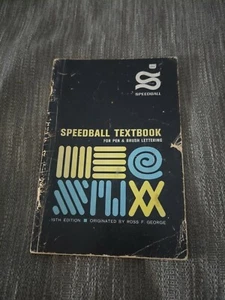 SPEEDBALL
SPEEDBALL TEXTBOOK
FOR PEN & BRUSH LETTERING
19TH EDITION ■ ORIGINATED BY ROSS F. GEORGE